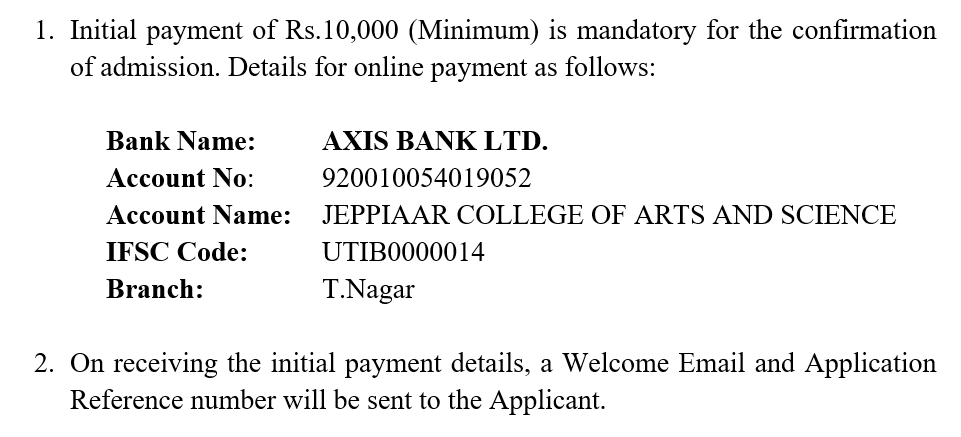 1. Initial payment of Rs.10,000 (Minimum) is mandatory for the confirmation
of admission. Details for online payment as follows:
Bank Name: AXIS BANK LTD.
Account No: 920010054019052
Account Name: JEPPIAAR COLLEGE OF ARTS AND SCIENCE
IFSC Code: UTIB0000014
Branch: T.Nagar
2. On receiving the initial payment details, a Welcome Email and Application
Reference number will be sent to the Applicant.